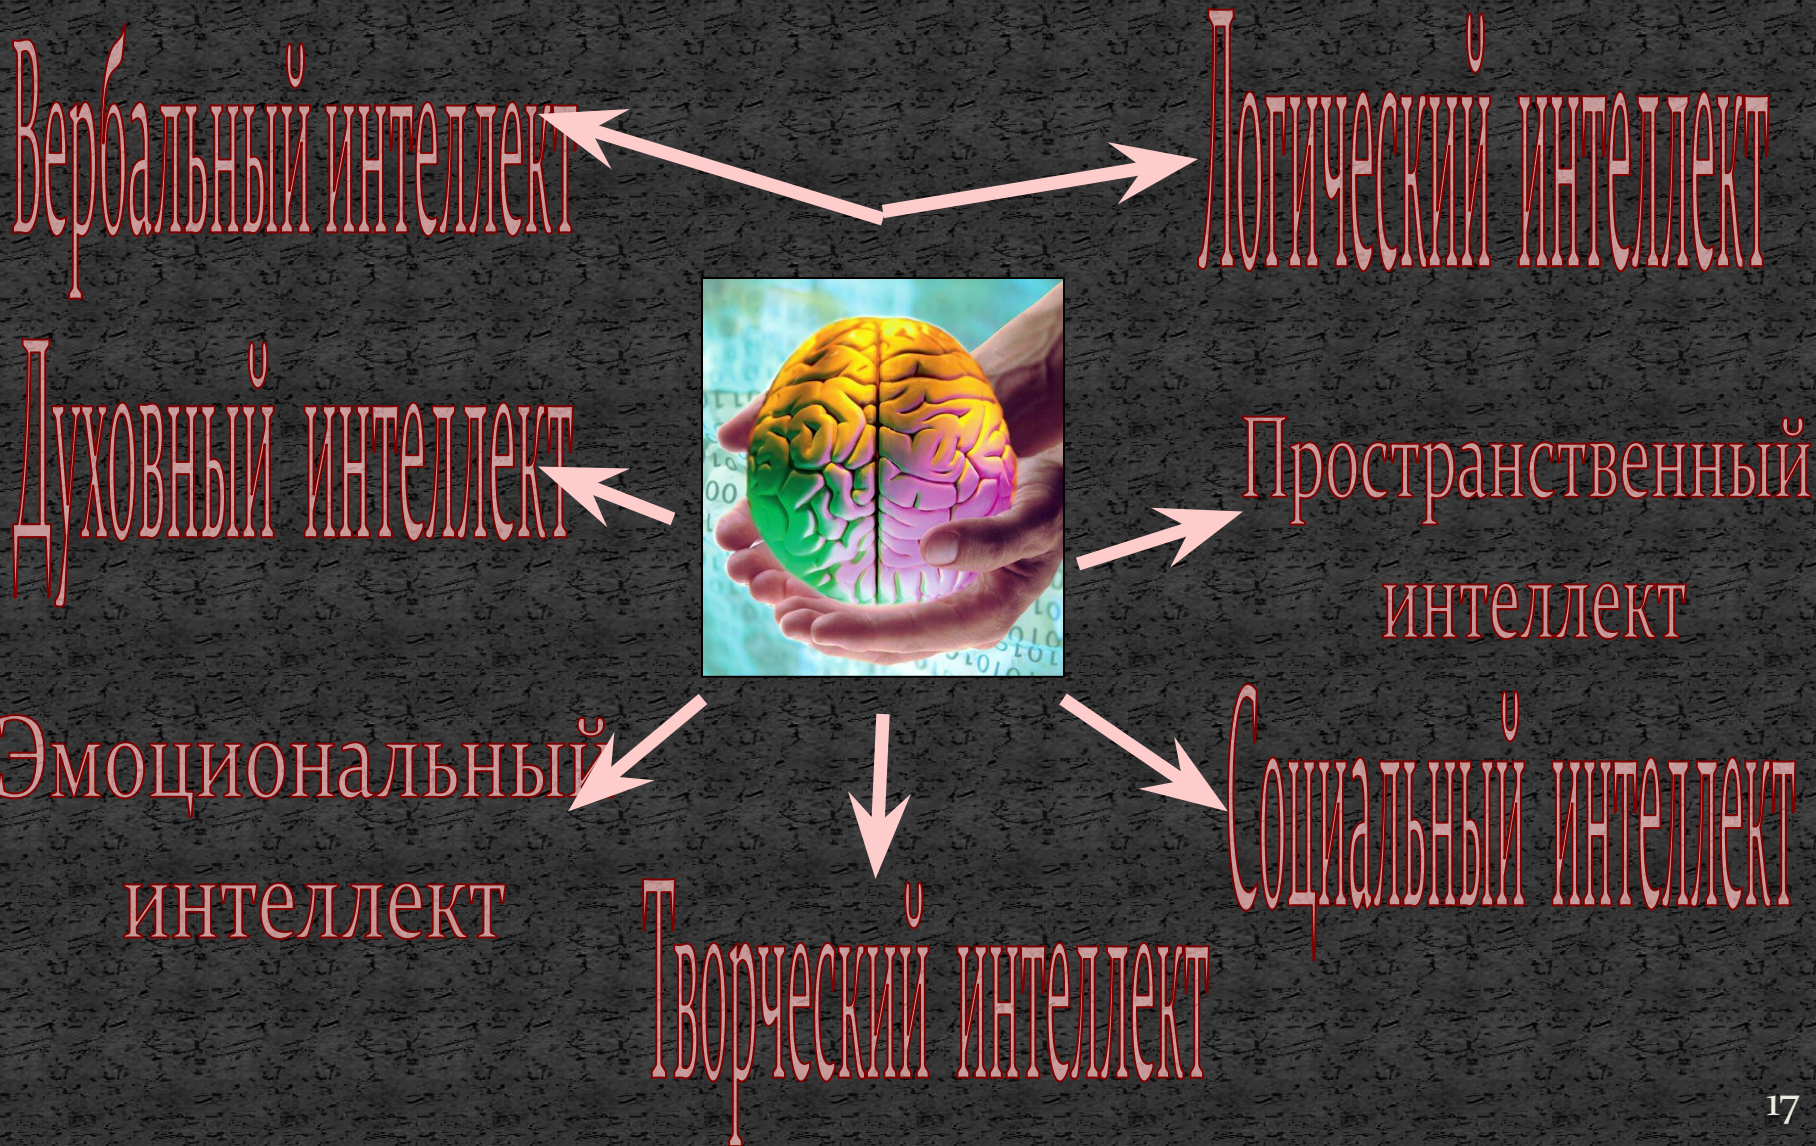 Вербальный интеллект
Логический интеллект
Духовный интеллект
Пространственный
интеллект
Эмоциональный
интеллект
Социальный интеллект
Творческий интеллект
17